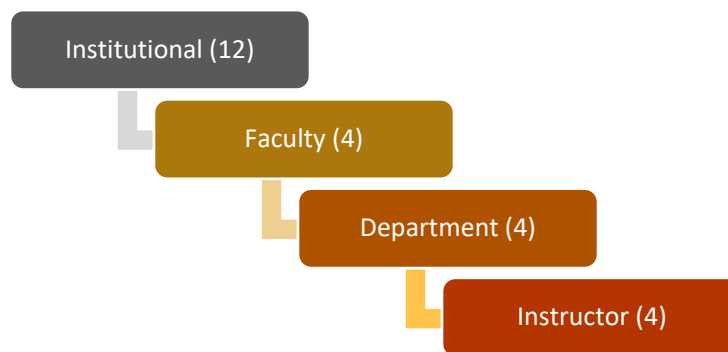 Institutional (12)
Faculty (4)
Department (4)
Instructor (4)